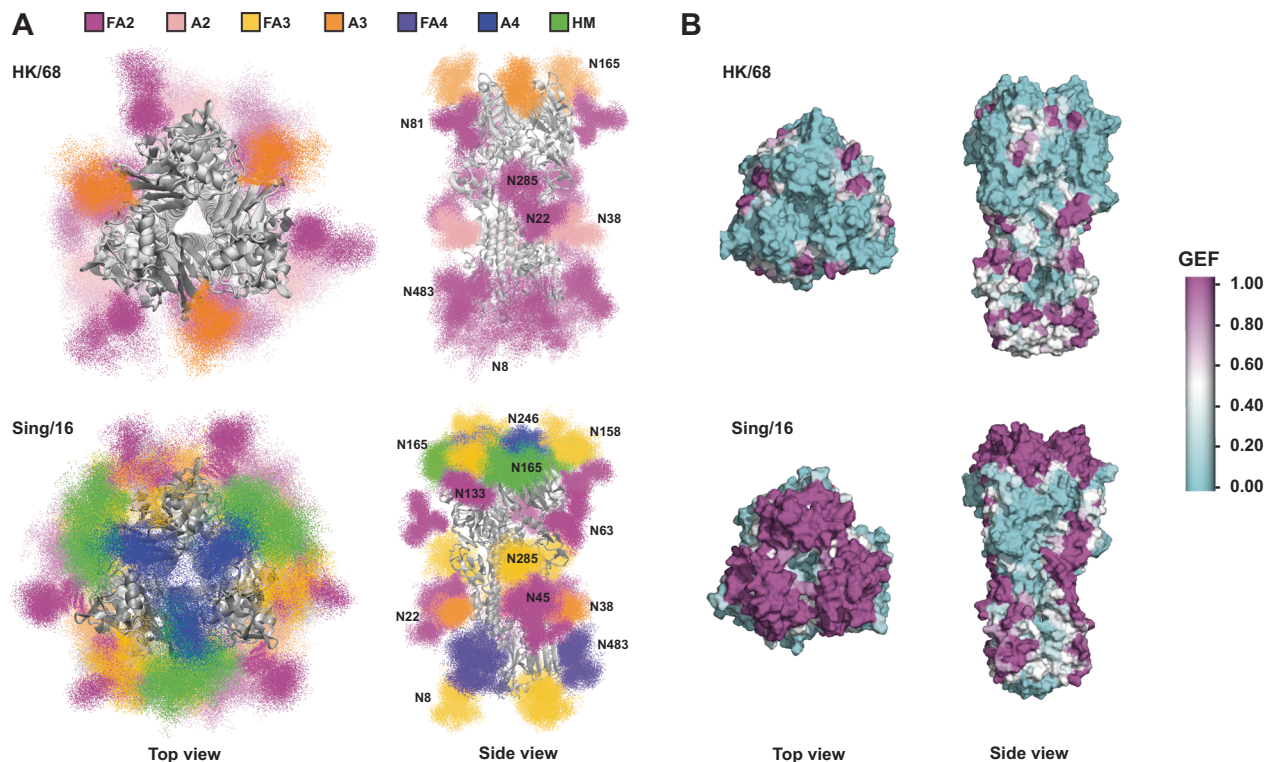 A
FA2 A2 FA3 A3 FA4 A4 HM
HK/68
N165
N81
N285
N22
N38
N483
N8
Sing/16
N246
N165
N158
N165
N133
N63
N285
N45
N22
N38
N483
N8
Top view
Side view
B
HK/68
GEF
1.00
0.80
0.60
0.40
0.20
0.00
Sing/16
Top view
Side view